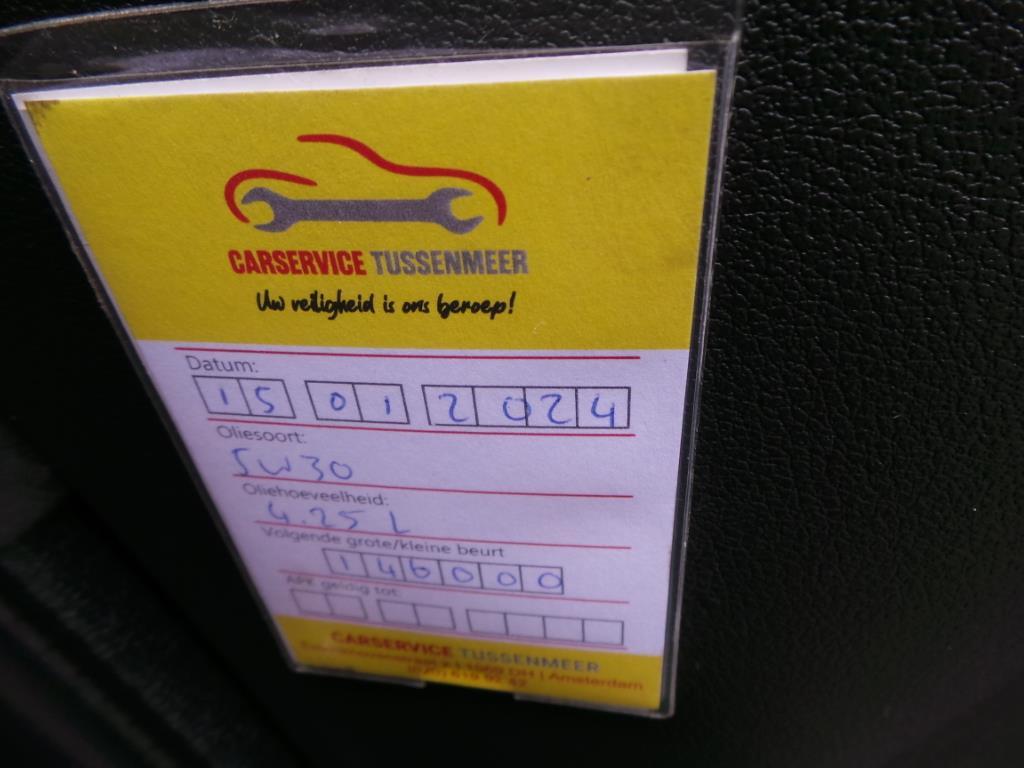 CARSERVICE TUSSENMEER
Uw veiligheid is ons beroep!
Datum:
15 01 2024
Oliesoort:
5W30
Oliehoeveelheid:
4.25 L
Volgende grote/kleine beurt
146000
APK geldig tot:
CARSERVICE TUSSENMEER
| Amsterdam